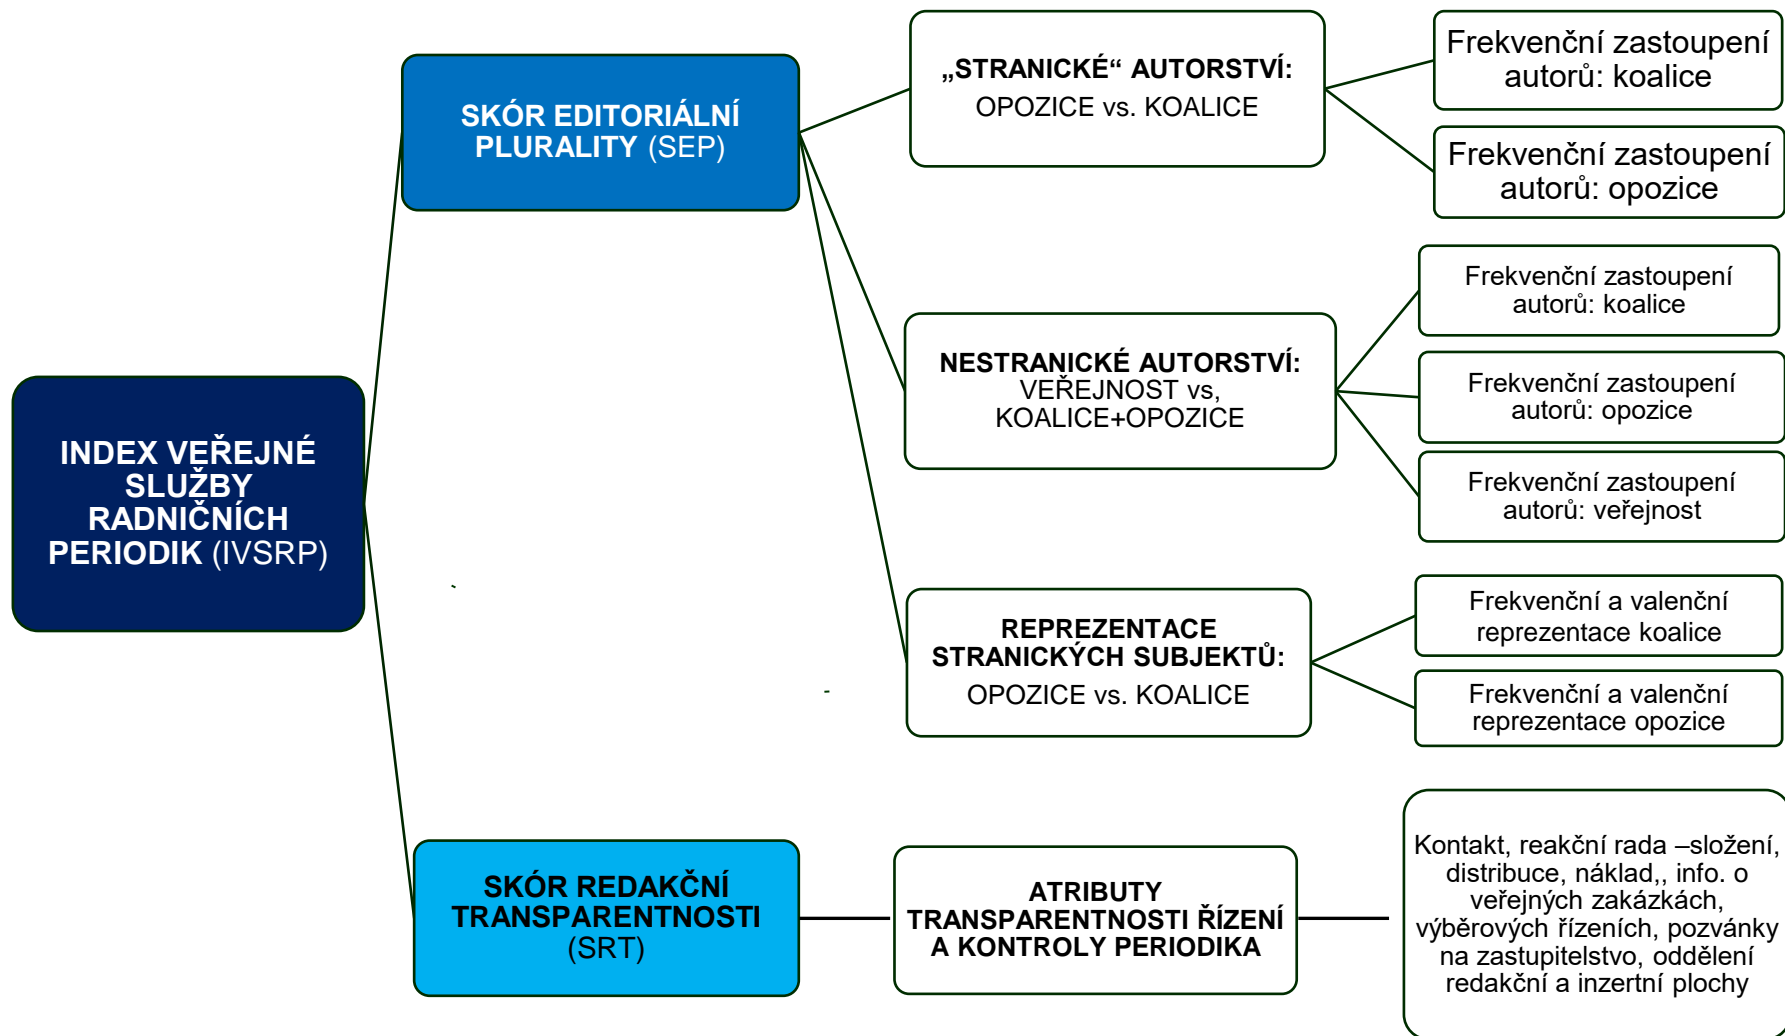 INDEX VEŘEJNÉ
SLUŽBY
RADNIČNÍCH
PERIODIK (IVSRP)
SKÓR EDITORIÁLNÍ
PLURALITY (SEP)
„STRANICKÉ“ AUTORSTVÍ:
OPOZICE vs. KOALICE
Frekvenční zastoupení
autorů: koalice
Frekvenční zastoupení
autorů: opozice
NESTRANICKÉ AUTORSTVÍ:
VEŘEJNOST vs,
KOALICE+OPOZICE
Frekvenční zastoupení
autorů: koalice
Frekvenční zastoupení
autorů: opozice
Frekvenční zastoupení
autorů: veřejnost
REPREZENTACE
STRANICKÝCH SUBJEKTŮ:
OPOZICE vs. KOALICE
Frekvenční a valenční
reprezentace koalice
Frekvenční a valenční
reprezentace opozice
SKÓR REDAKČNÍ
TRANSPARENTNOSTI
(SRT)
ATRIBUTY
TRANSPARENTNOSTI ŘÍZENÍ
A KONTROLY PERIODIKA
Kontakt, reakční rada –složení,
distribuce, náklad,, info. o
veřejných zakázkách,
výběrových řízeních, pozvánky
na zastupitelstvo, oddělení
redakční a inzertní plochy